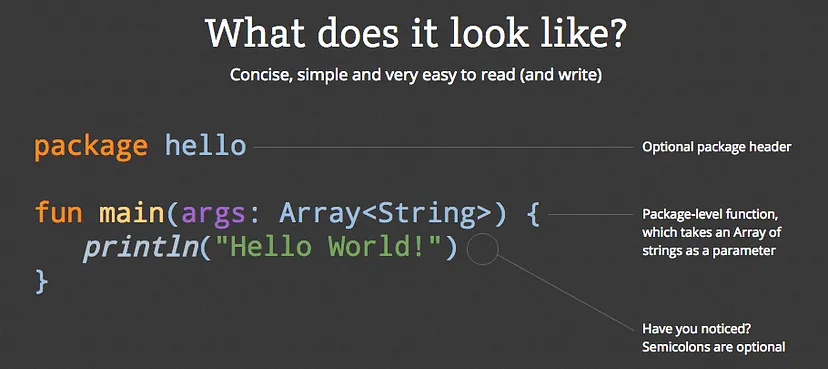 What does it look like?
Concise, simple and very easy to read (and write)
package hello
Optional package header
fun main(args: Array<String>) {
println("Hello World!")
}
Package-level function,
which takes an Array of
strings as a parameter
Have you noticed?
Semicolons are optional